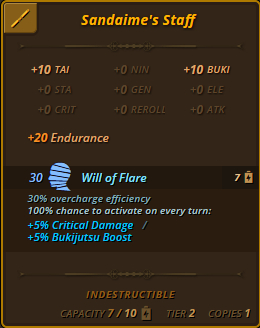 Sandaime's Staff
+10 TAI +0 NIN +10 BUKI
+0 STA +0 GEN +0 ELE
+0 CRIT +0 REROLL +0 ATK
+20 Endurance
30 Will of Flare 7
30% overcharge efficiency
100% chance to activate on every turn:
+5% Critical Damage /
+5% Bukijutsu Boost
INDESTRUCTIBLE
CAPACITY 7 / 10 TIER 2 COPIES 1